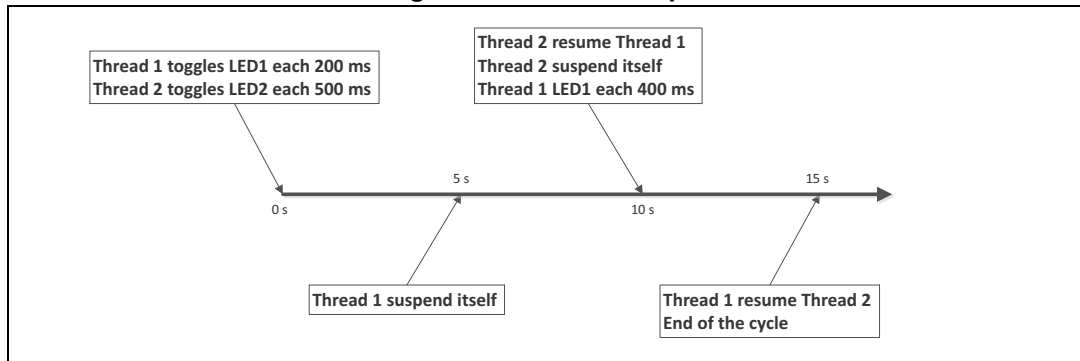 Thread 1 toggles LED1 each 200 ms
Thread 2 toggles LED2 each 500 ms
Thread 2 resume Thread 1
Thread 2 suspend itself
Thread 1 LED1 each 400 ms
5 s
15 s
0 s
10 s
Thread 1 suspend itself
Thread 1 resume Thread 2
End of the cycle